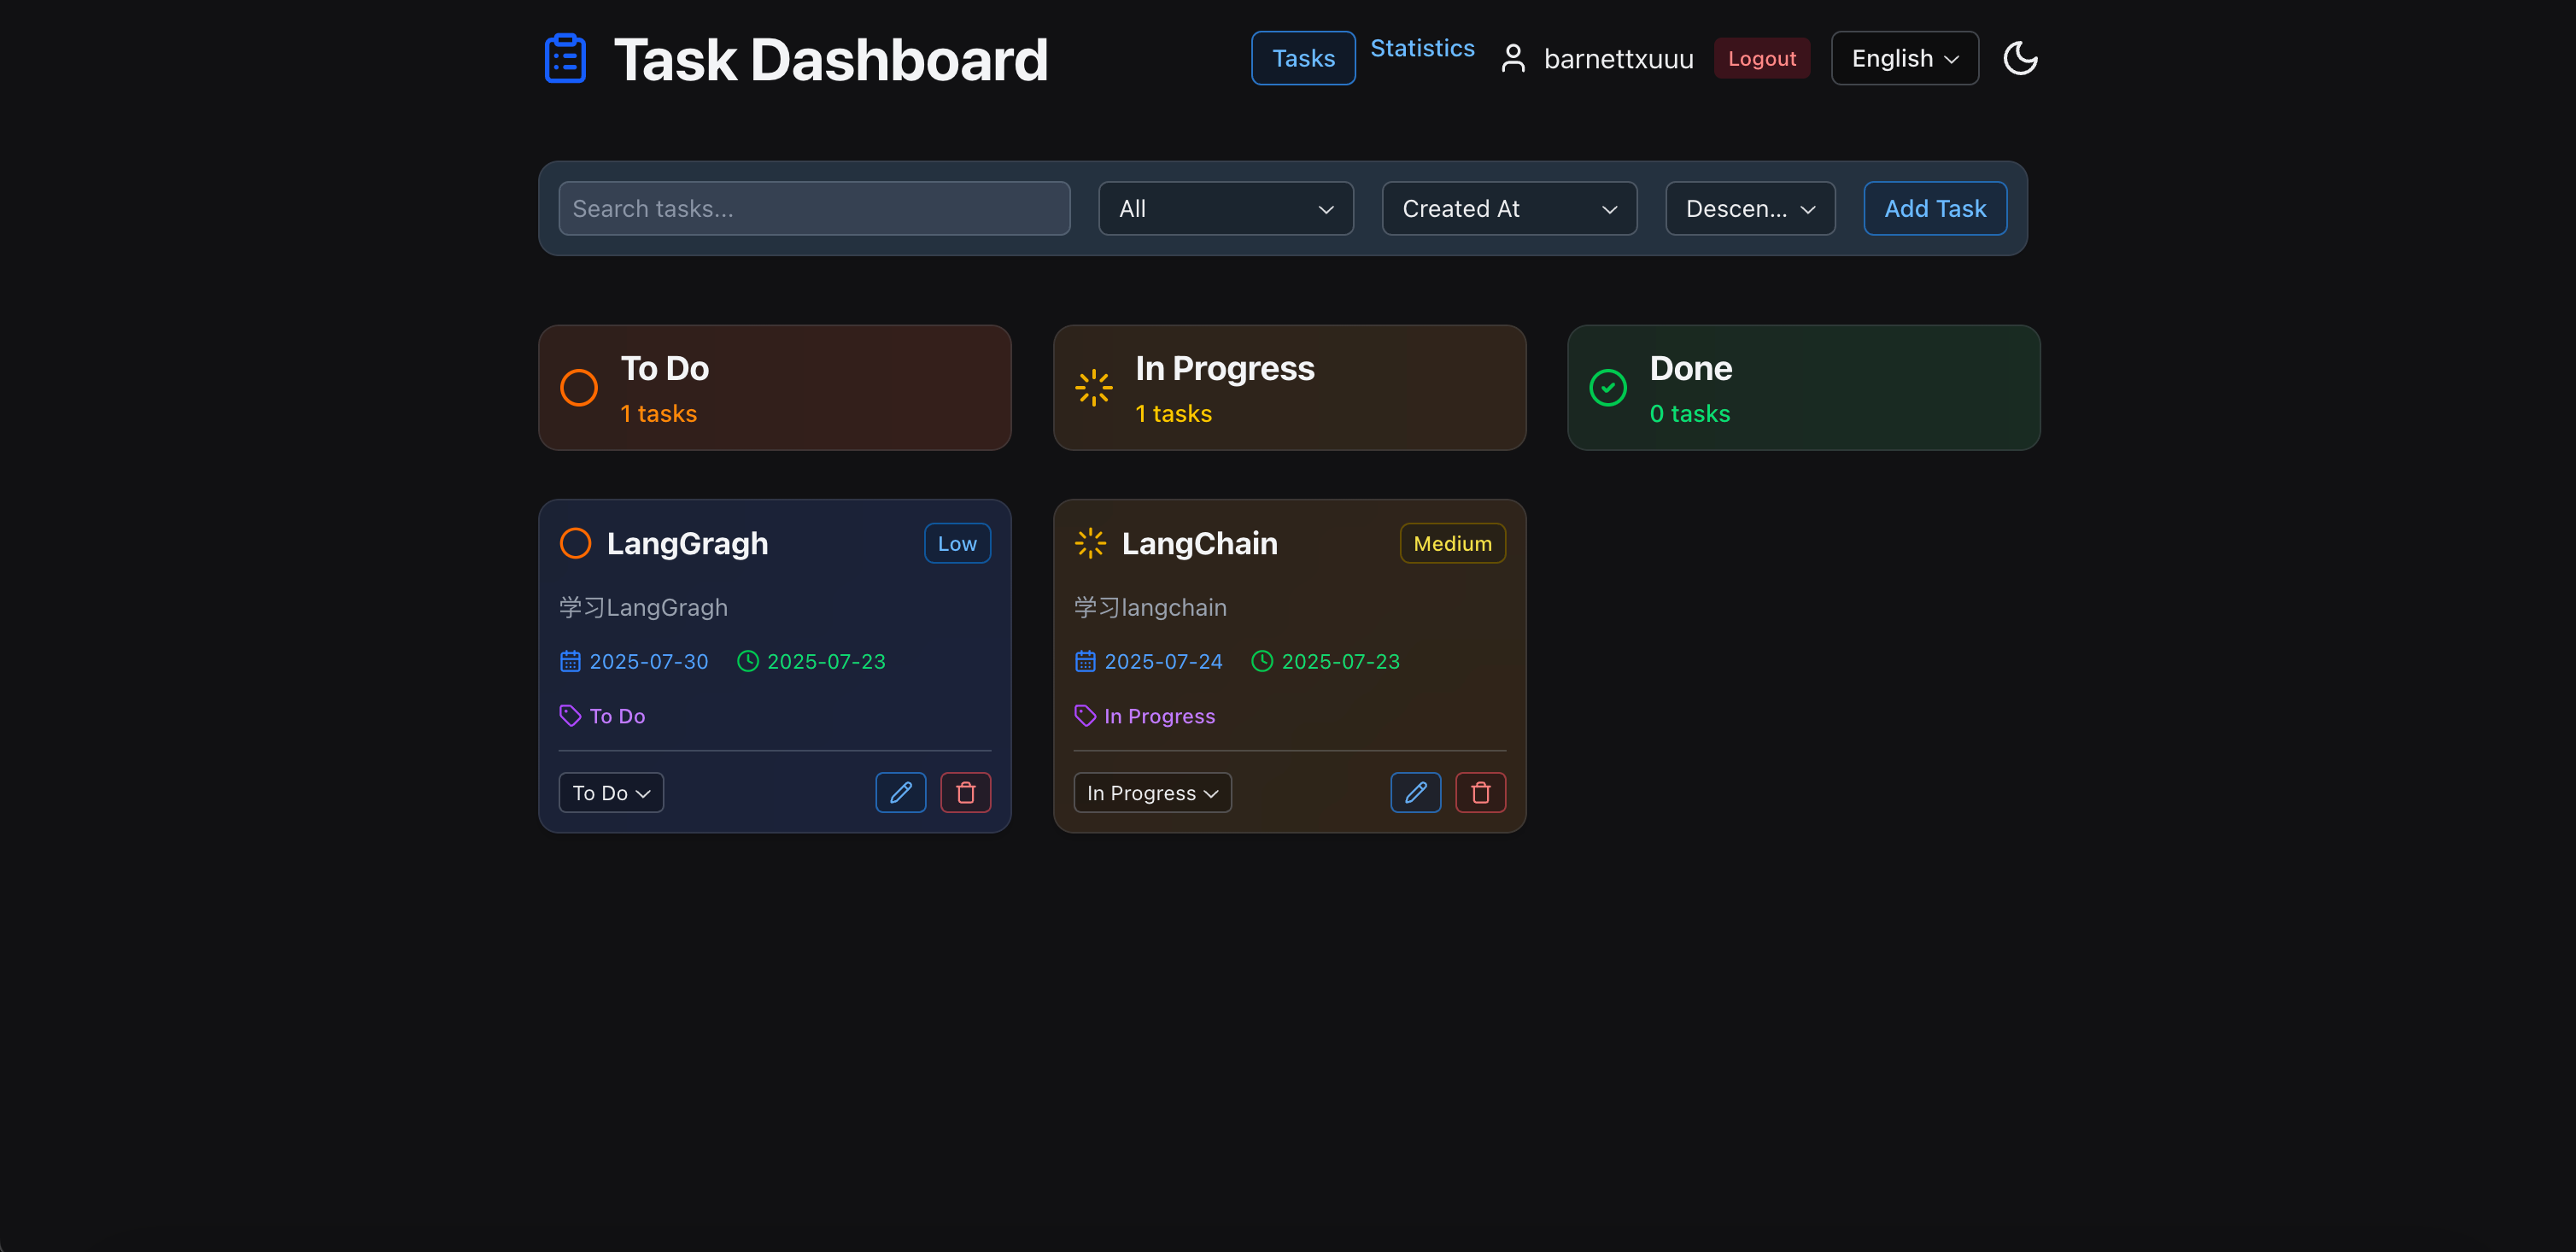 Task Dashboard
Tasks Statistics barnettxuuu Logout English
Search tasks... All Created At Descen... Add Task
To Do
1 tasks
In Progress
1 tasks
Done
0 tasks
LangGragh Low
学习LangGragh
2025-07-30 2025-07-23
To Do
To Do
LangChain Medium
学习langchain
2025-07-24 2025-07-23
In Progress
In Progress